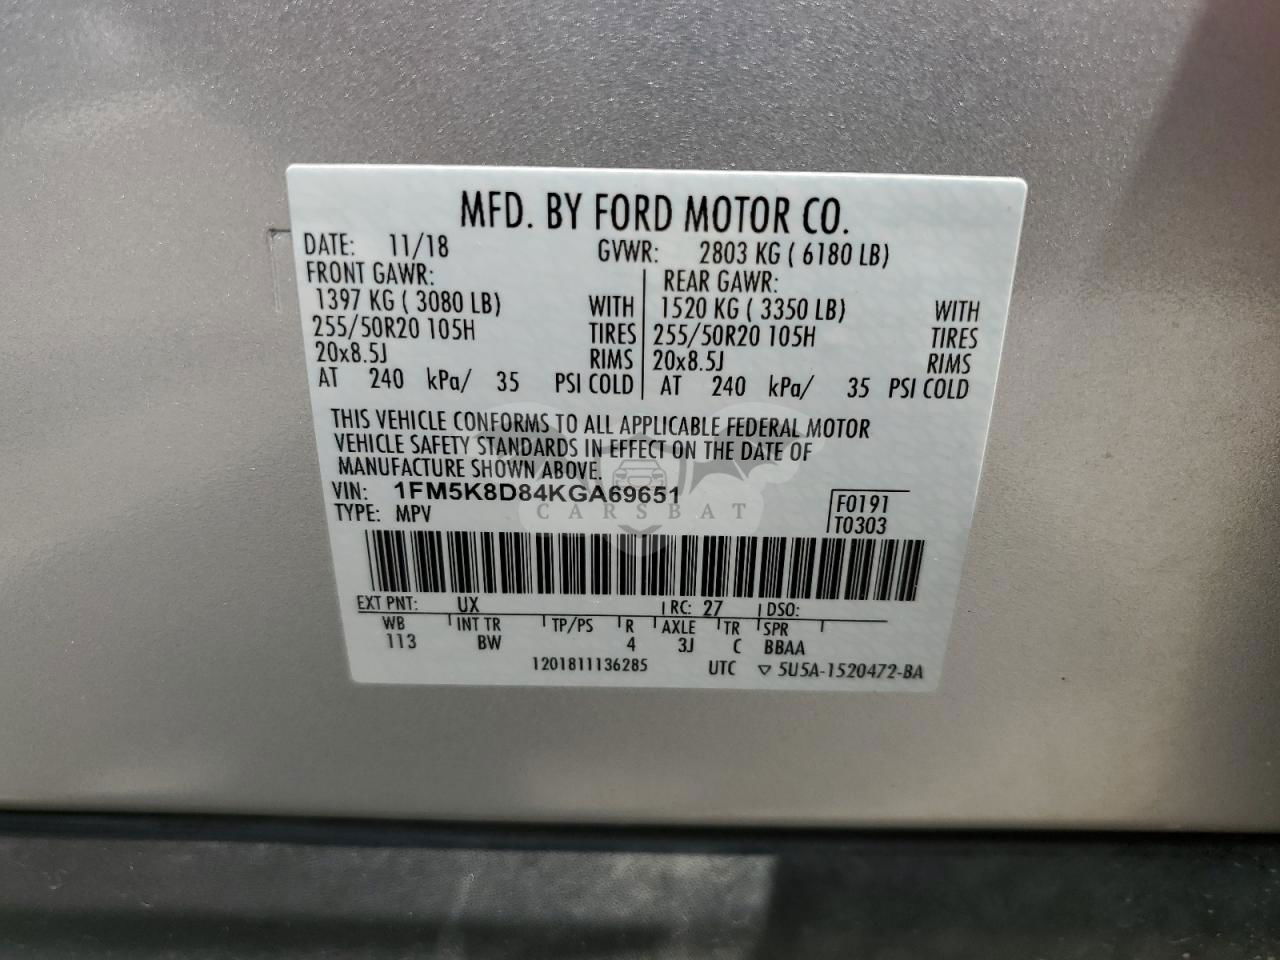 MFD. BY FORD MOTOR CO.
DATE: 11/18 GVWR: 2803 KG ( 6180 LB)
FRONT GAWR: REAR GAWR:
1397 KG ( 3080 LB) WITH 1520 KG ( 3350 LB) WITH
255/50R20 105H TIRES 255/50R20 105H TIRES
20x8.5J RIMS 20x8.5J RIMS
AT 240 kPa/ 35 PSI COLD AT 240 kPa/ 35 PSI COLD
THIS VEHICLE CONFORMS TO ALL APPLICABLE FEDERAL MOTOR
VEHICLE SAFETY STANDARDS IN EFFECT ON THE DATE OF
MANUFACTURE SHOWN ABOVE.
VIN: 1FM5K8D84KGA69651 F0191
TYPE: MPV T0303
CARSBAT
EXT PNT: UX RC: 27 DSO:
WB INT TR TP/PS R AXLE TR SPR
113 BW 4 3J C BBAA
1201811136285 UTC ▽ 5U5A-1520472-BA